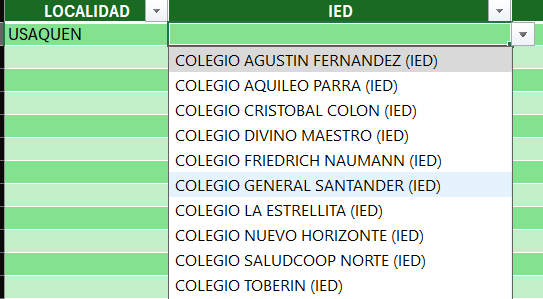 LOCALIDAD IED
USAQUEN
COLEGIO AGUSTIN FERNANDEZ (IED)
COLEGIO AQUILEO PARRA (IED)
COLEGIO CRISTOBAL COLON (IED)
COLEGIO DIVINO MAESTRO (IED)
COLEGIO FRIEDRICH NAUMANN (IED)
COLEGIO GENERAL SANTANDER (IED)
COLEGIO LA ESTRELLITA (IED)
COLEGIO NUEVO HORIZONTE (IED)
COLEGIO SALUDCOOP NORTE (IED)
COLEGIO TOBERIN (IED)